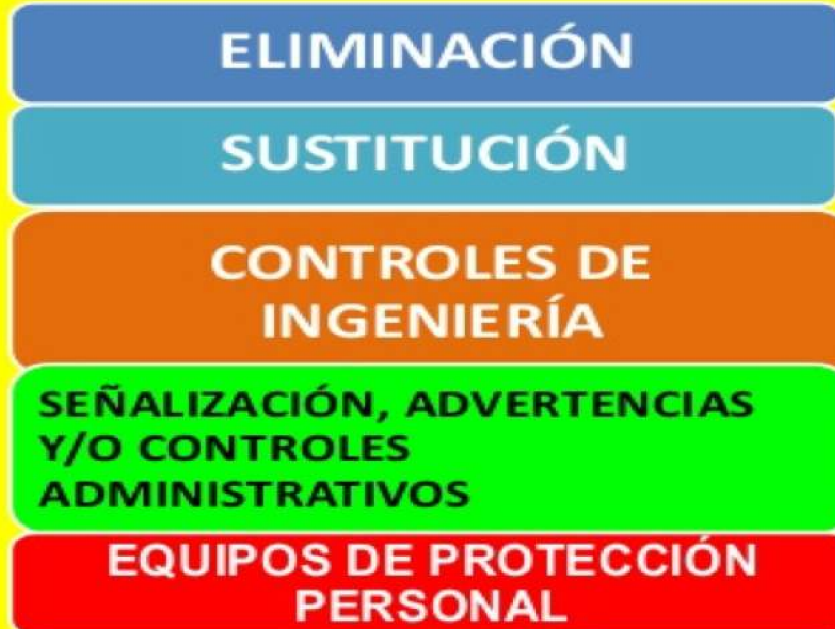 ELIMINACIÓN
SUSTITUCIÓN
CONTROLES DE
INGENIERÍA
SEÑALIZACIÓN, ADVERTENCIAS
Y/O CONTROLES
ADMINISTRATIVOS
EQUIPOS DE PROTECCIÓN
PERSONAL